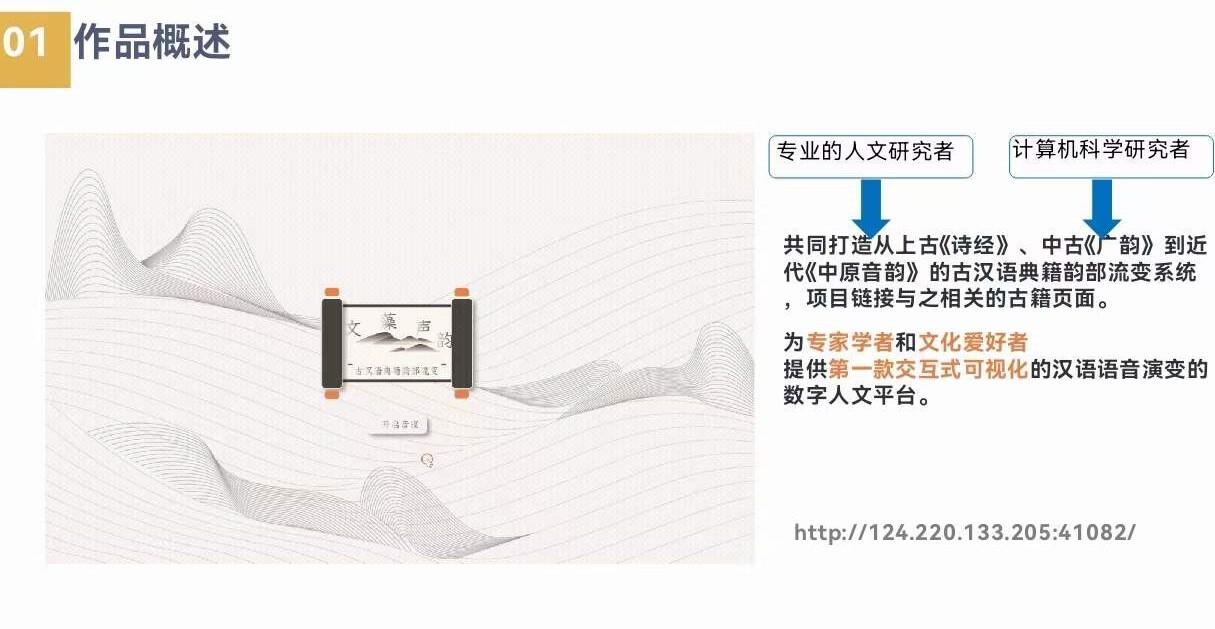 01 作品概述
专业的人文研究者
计算机科学研究者
共同打造从上古《诗经》、中古《广韵》到近
代《中原音韵》的古汉语典籍韵部流变系统
，项目链接与之相关的古籍页面。
为专家学者和文化爱好者
提供第一款交互式可视化的汉语语音演变的
数字人文平台。
文藻声韵
古汉语典籍韵部流变
http://124.220.133.205:41082/